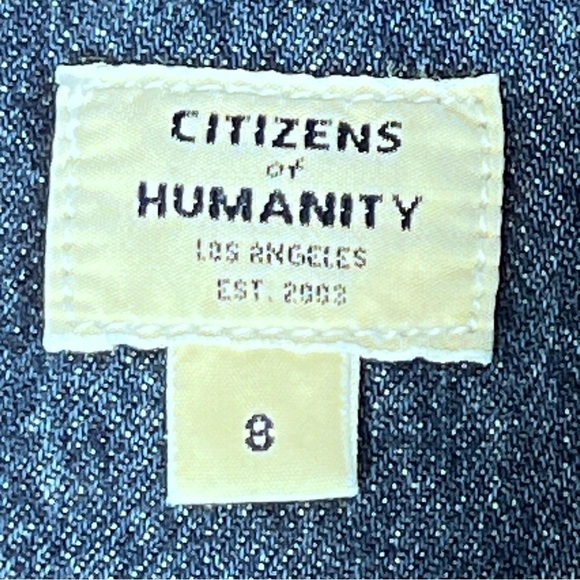 CITIZENS
of
HUMANITY
LOS ANGELES
EST. 2003
8